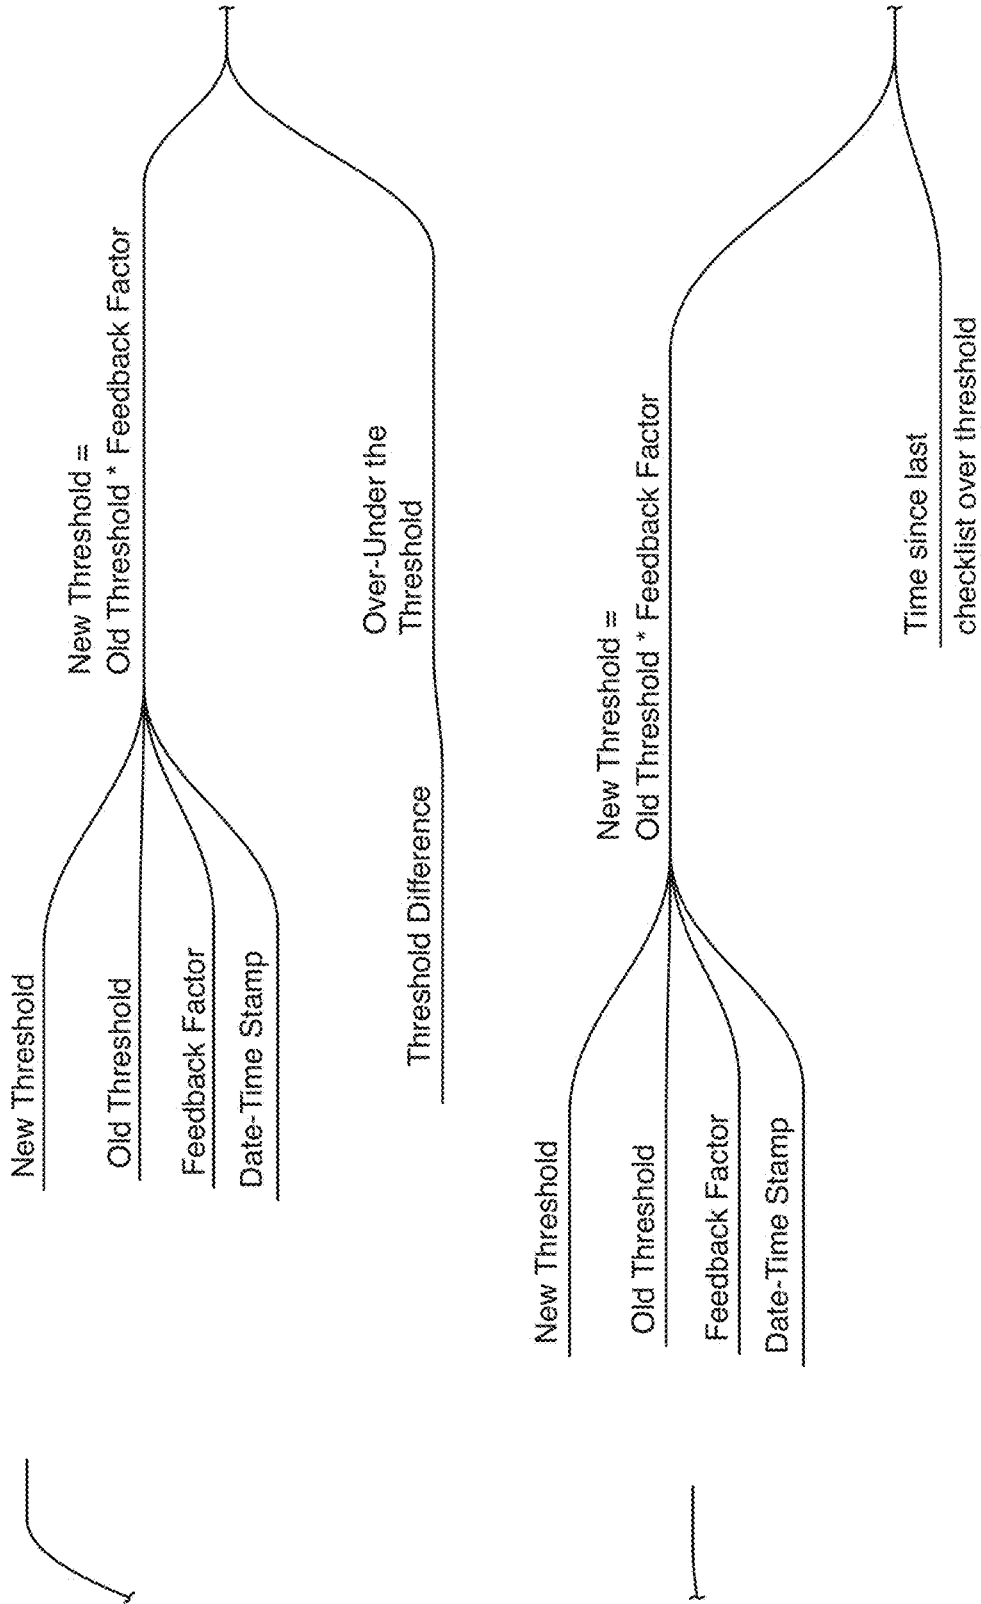 New Threshold
Old Threshold
Feedback Factor
Date-Time Stamp
New Threshold =
Old Threshold * Feedback Factor
Threshold Difference
Over-Under the
Threshold
New Threshold
Old Threshold
Feedback Factor
Date-Time Stamp
New Threshold =
Old Threshold * Feedback Factor
Time since last
checklist over threshold